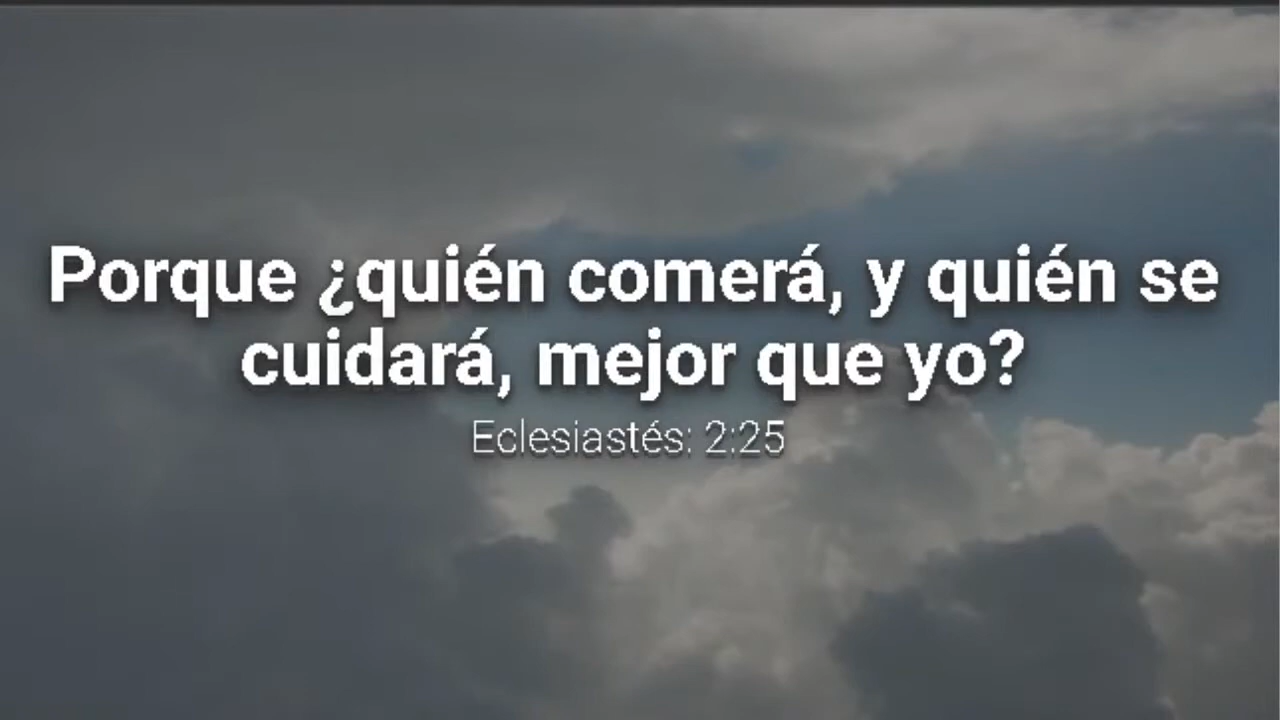 Porque ¿quién comerá, y quién se
cuidará, mejor que yo?
Eclesiastés: 2:25